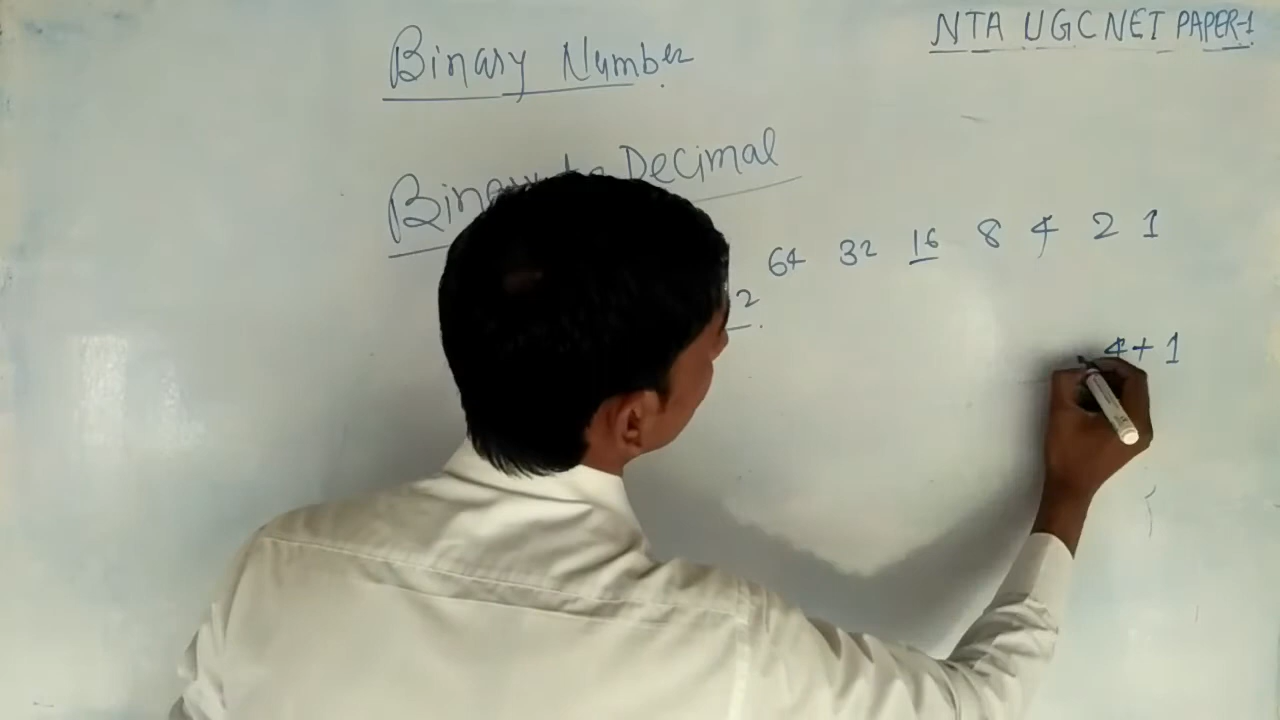 NTA UGC NET PAPER-1
Binary Number
Binary to Decimal
64 32 16 8 4 2 1
2
4+1